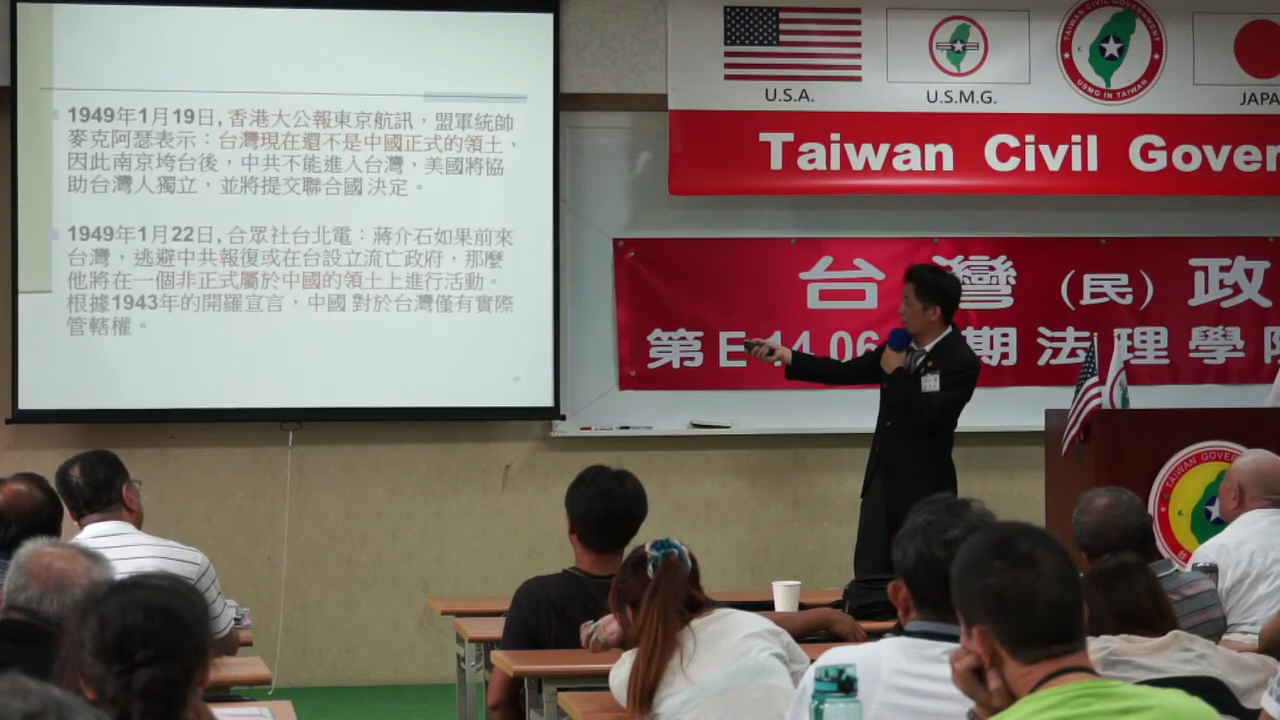 1949年1月19日, 香港大公報東京航訊，盟軍統帥
麥克阿瑟表示：台灣現在還不是中國正式的領土，
因此南京垮台後，中共不能進入台灣，美國將協
助台灣人獨立，並將提交聯合國決定。
1949年1月22日, 合眾社台北電：蔣介石如果前來
台灣，逃避中共報復或在台設立流亡政府，那麼
他將在一個非正式屬於中國的領土上進行活動。
根據1943年的開羅宣言，中國對於台灣僅有實際
管轄權。
TAIWAN CIVIL GOVERNMENT
USMG IN TAIWAN
U.S.A.
U.S.M.G.
JAPA
Taiwan Civil Gover
台灣（民）政
第E14 06 期法理學院
TAIWAN GOVER
台